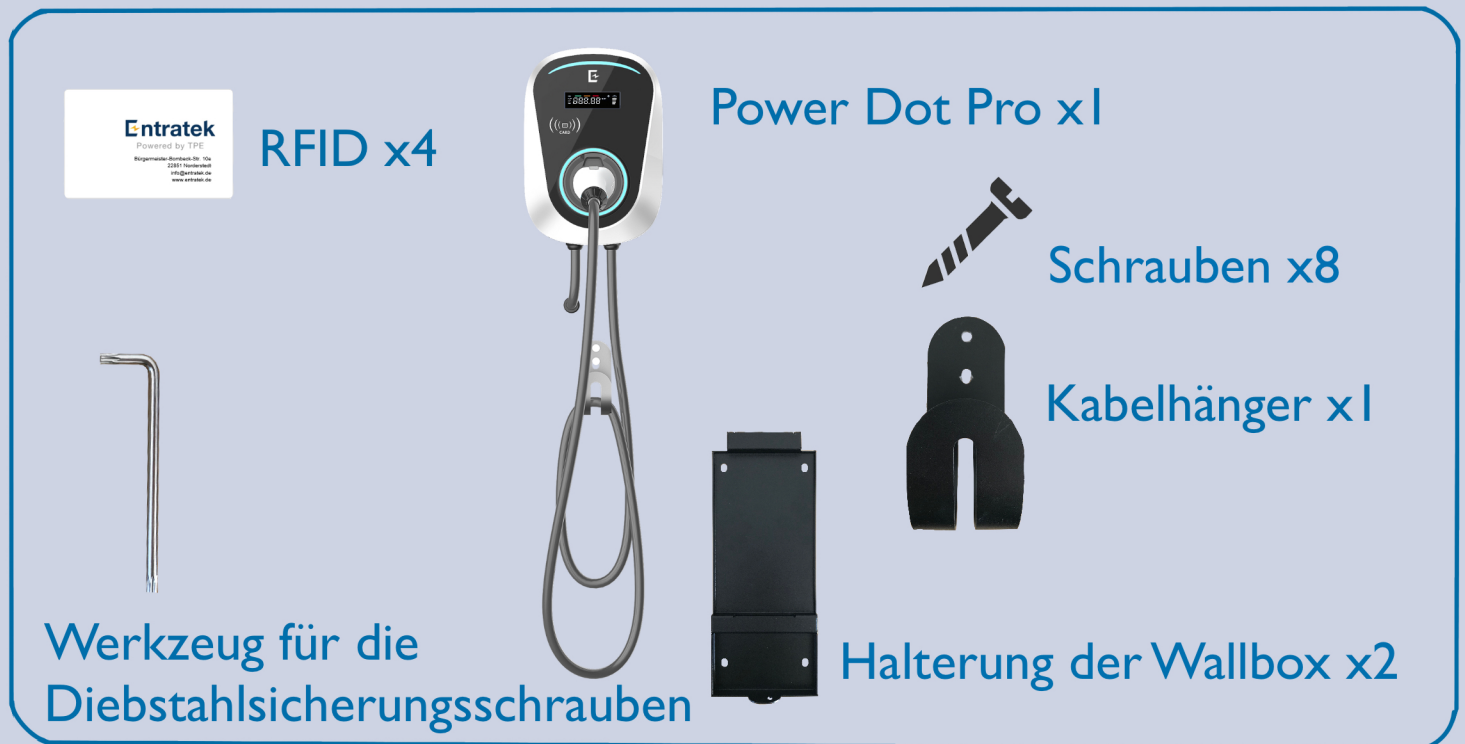 Entratek
Powered by TPE
Bürgermeister-Bombeck-Str. 10a
22851 Norderstedt
info@entratek.de
www.entratek.de
RFID x4
CARD
Power Dot Pro x1
Schrauben x8
Kabelhänger x1
Halterung der Wallbox x2
Werkzeug für die
Diebstahlsicherungsschrauben